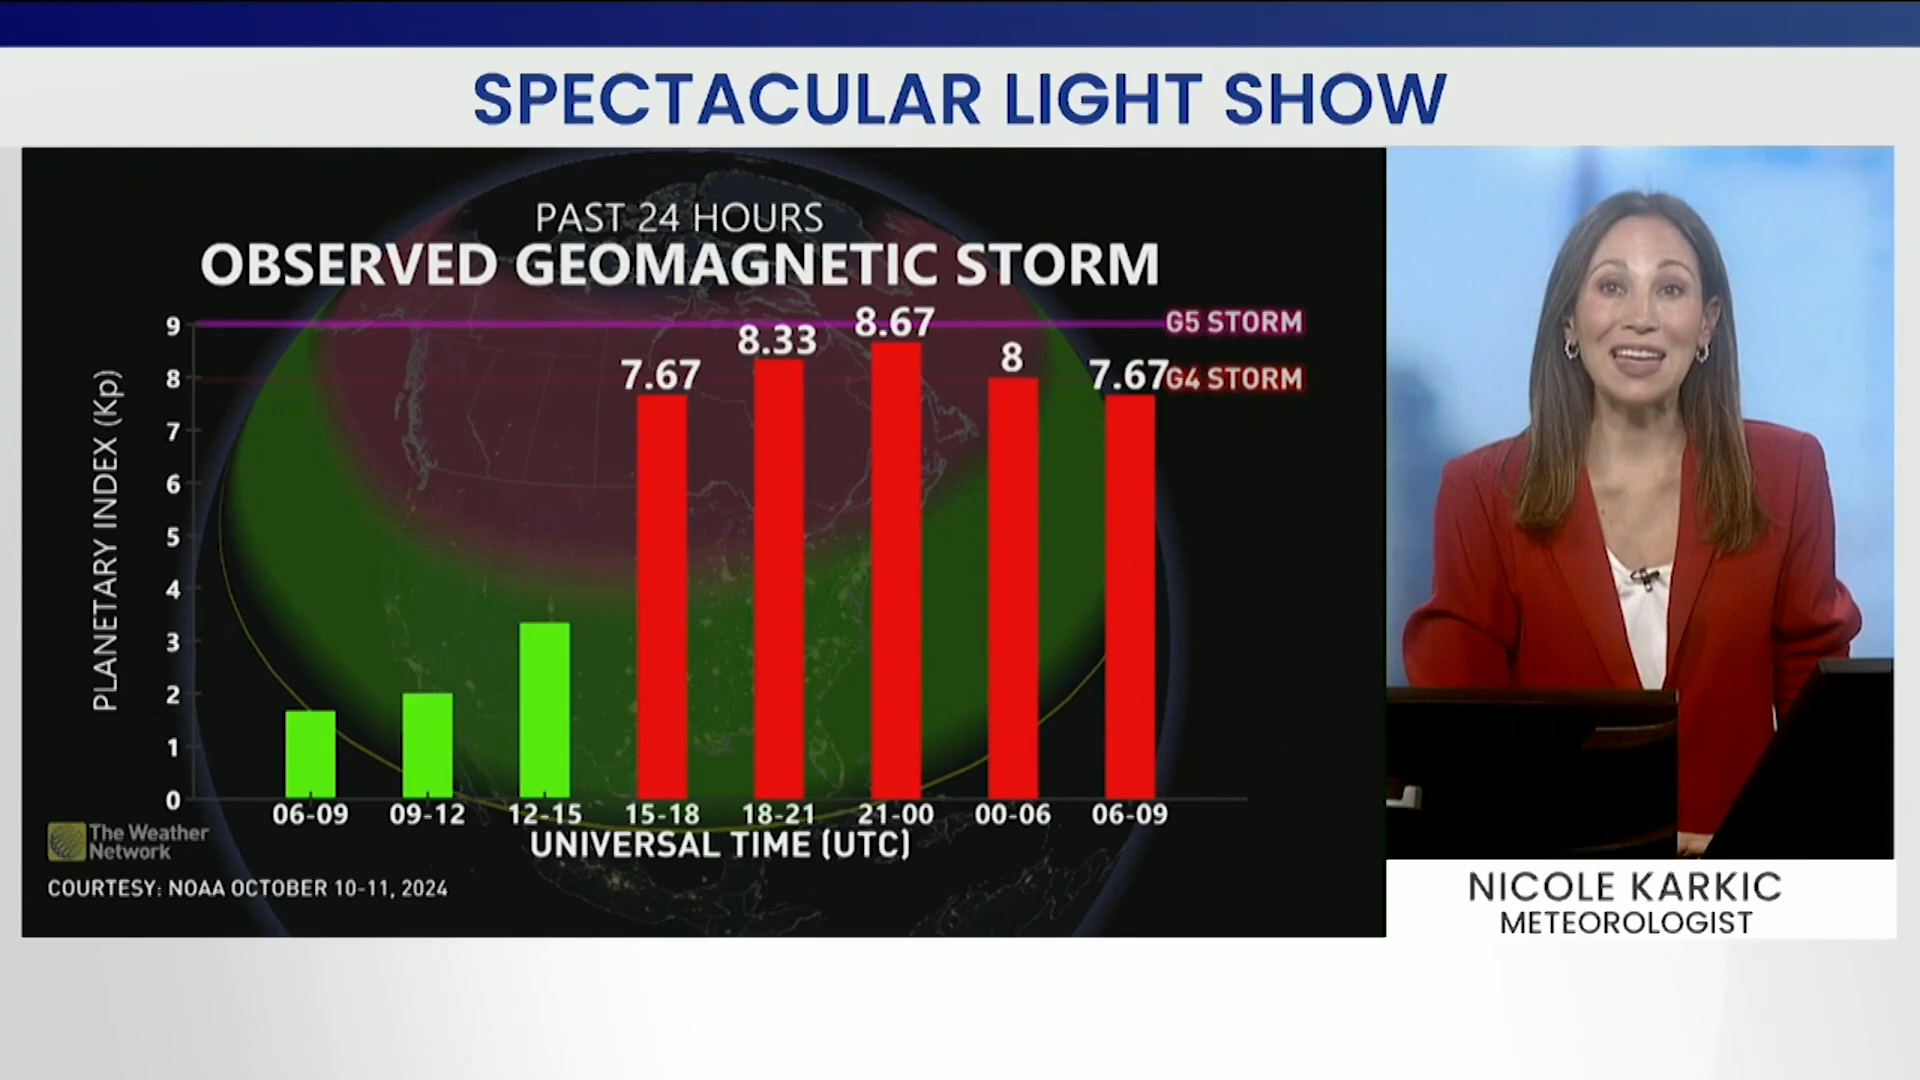 SPECTACULAR LIGHT SHOW
PAST 24 HOURS
OBSERVED GEOMAGNETIC STORM
PLANETARY INDEX (Kp)
9
8
7
6
5
4
3
2
1
0
7.67
8.33
8.67
8
7.67
G5 STORM
G4 STORM
06-09 09-12 12-15 15-18 18-21 21-00 00-06 06-09
UNIVERSAL TIME (UTC)
The Weather
Network
COURTESY: NOAA OCTOBER 10-11, 2024
NICOLE KARKIC
METEOROLOGIST